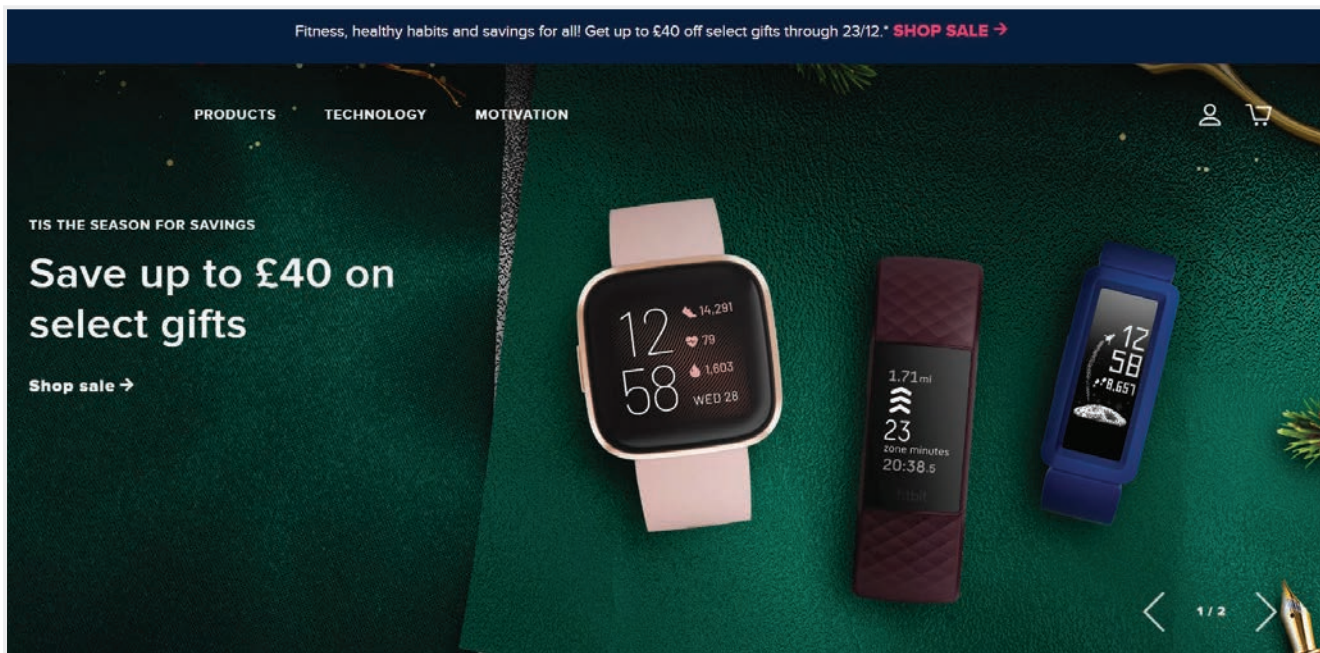 Fitness, healthy habits and savings for all! Get up to £40 off select gifts through 23/12.* SHOP SALE →
PRODUCTS TECHNOLOGY MOTIVATION
TIS THE SEASON FOR SAVINGS
Save up to £40 on
select gifts
Shop sale →
12
58
14,291
79
1,603
WED 28
1.71mi
23
zone minutes
20:38.5
fitbit
12
58
8,657
1 / 2